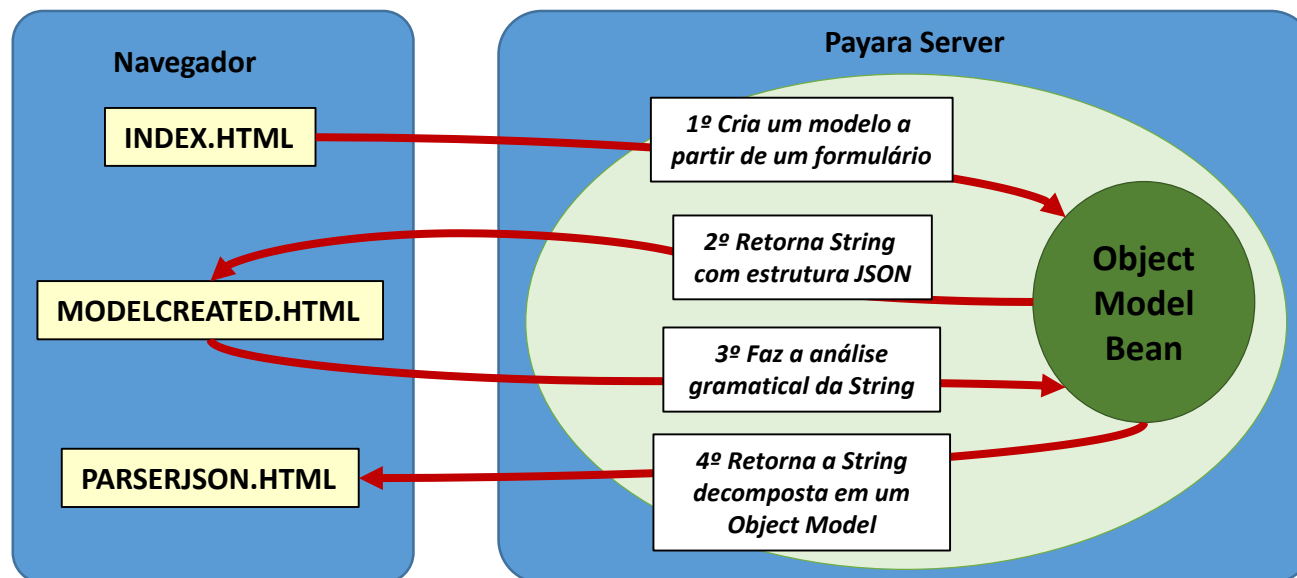 Navegador
INDEX.HTML
MODELCREATED.HTML
PARSERJSON.HTML
Payara Server
1º Cria um modelo a
partir de um formulário
2º Retorna String
com estrutura JSON
3º Faz a análise
gramatical da String
4º Retorna a String
decomposta em um
Object Model
Object
Model
Bean